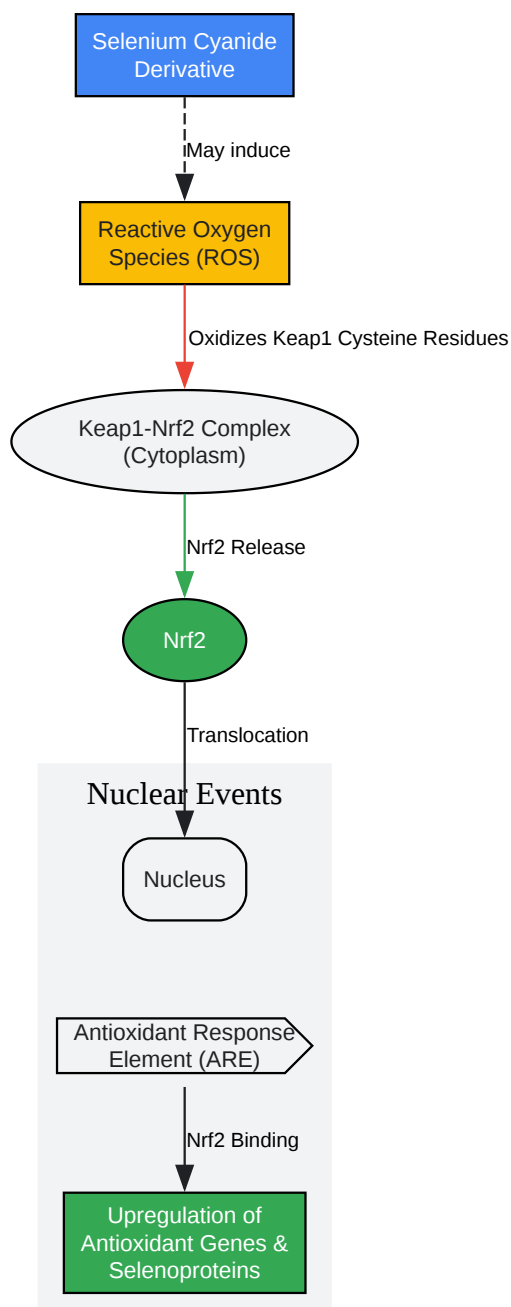 Selenium Cyanide
Derivative
May induce
Reactive Oxygen
Species (ROS)
Oxidizes Keap1 Cysteine Residues
Keap1-Nrf2 Complex
(Cytoplasm)
Nrf2 Release
Nrf2
Translocation
Nuclear Events
Nucleus
Antioxidant Response
Element (ARE)
Nrf2 Binding
Upregulation of
Antioxidant Genes &
Selenoproteins